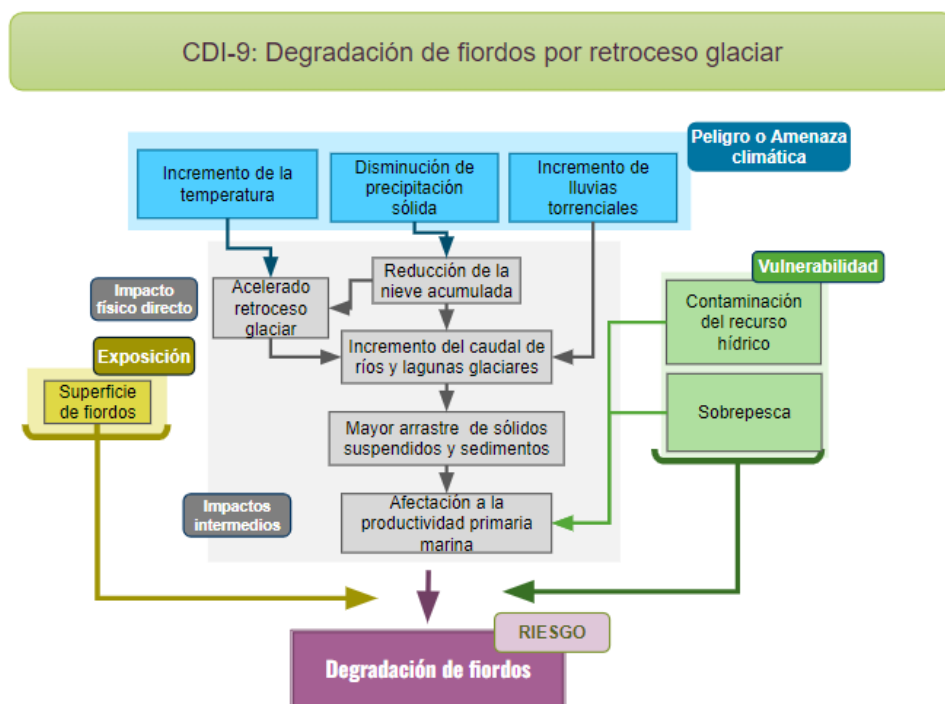 CDI-9: Degradación de fiordos por retroceso glaciar
Peligro o Amenaza
climática
Incremento de la
temperatura
Disminución de
precipitación
sólida
Incremento de
lluvias
torrenciales
Vulnerabilidad
Impacto
físico directo
Acelerado
retroceso
glaciar
Reducción de la
nieve acumulada
Contaminación
del recurso
hídrico
Exposición
Superficie
de fiordos
Incremento del caudal de
ríos y lagunas glaciares
Sobrepesca
Mayor arrastre de sólidos
suspendidos y sedimentos
Impactos
intermedios
Afectación a la
productividad primaria
marina
RIESGO
Degradación de fiordos